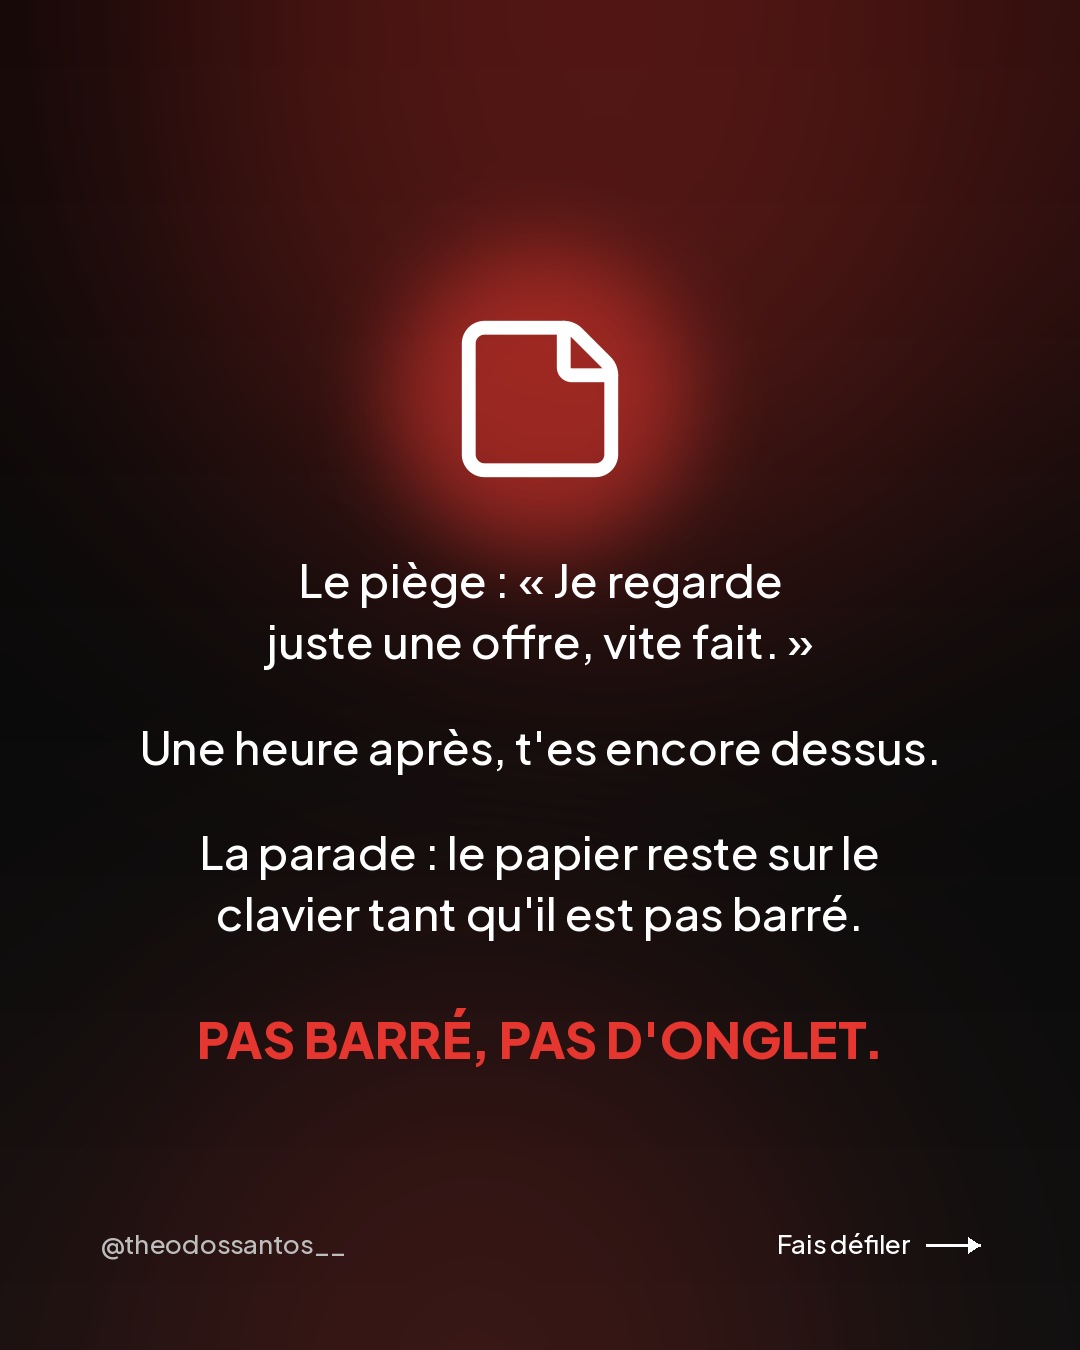 Le piège : « Je regarde
juste une offre, vite fait. »
Une heure après, t'es encore dessus.
La parade : le papier reste sur le
clavier tant qu'il est pas barré.
PAS BARRÉ, PAS D'ONGLET.
@theodossantos__
Fais défiler